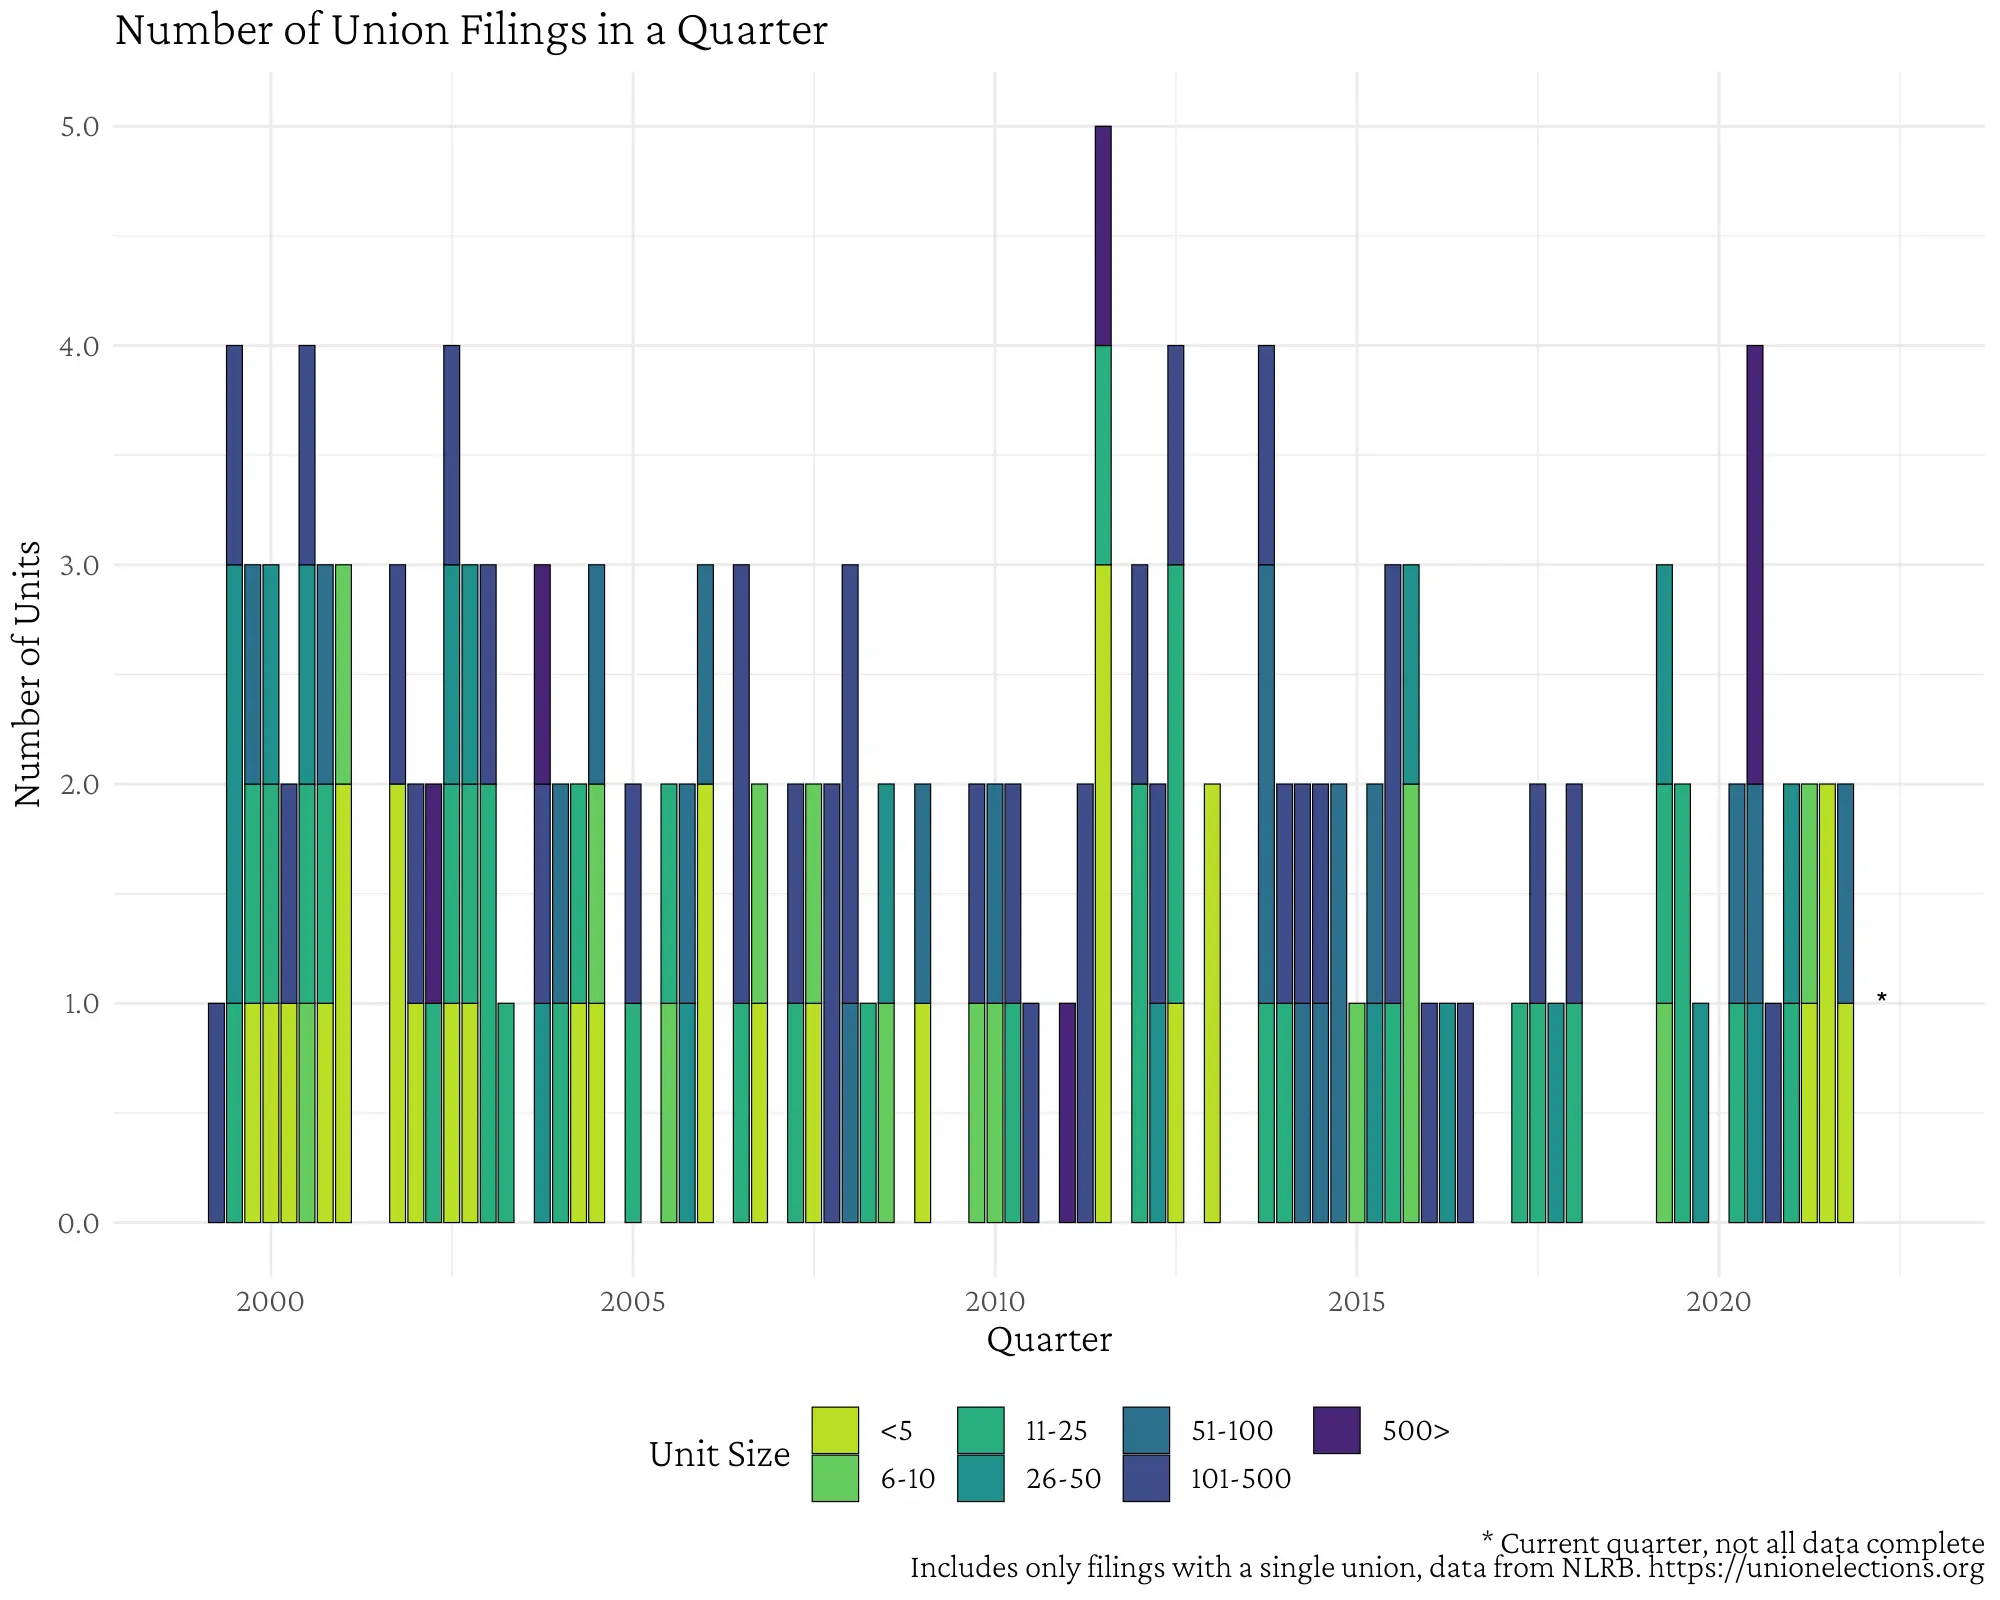 Number of Union Filings in a Quarter
Number of Units
5.0
4.0
3.0
2.0
1.0
0.0
*
2000 2005 2010 2015 2020
Quarter
Unit Size
<5 11-25 51-100 500>
6-10 26-50 101-500
* Current quarter, not all data complete
Includes only filings with a single union, data from NLRB. https://unionelections.org